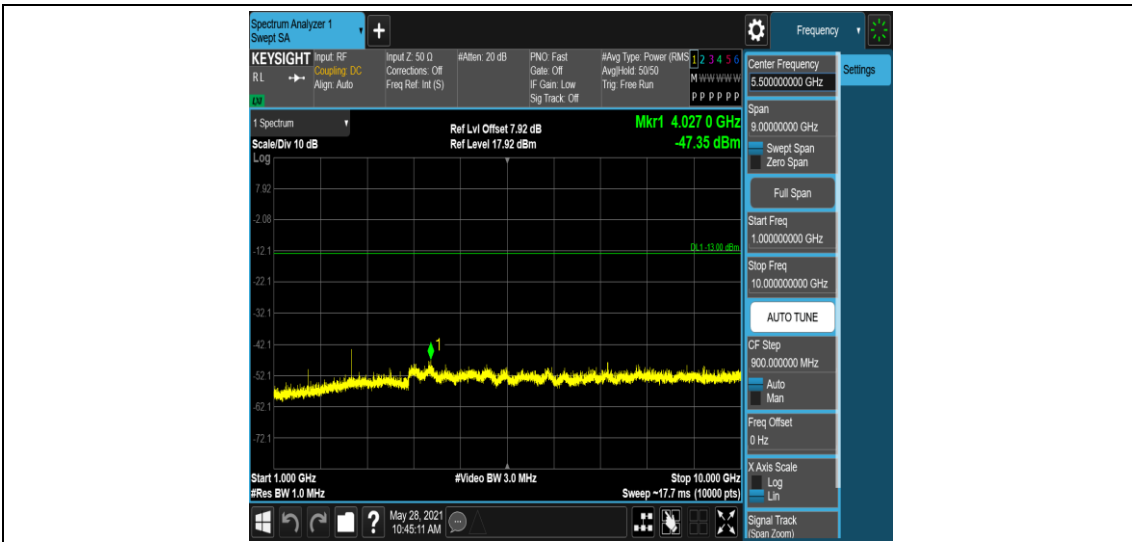 Spectrum Analyzer 1
Swept SA
+
Frequency
KEYSIGHT
RL
LXI
Input: RF
Coupling: DC
Align: Auto
Input Z: 50 Ω
Corrections: Off
Freq Ref: Int (S)
#Atten: 20 dB
PNO: Fast
Gate: Off
IF Gain: Low
Sig Track: Off
#Avg Type: Power (RMS
Avg|Hold: 50/50
Trig: Free Run
1 2 3 4 5 6
M W W W W W
P P P P P P
Center Frequency
5.500000000 GHz
Settings
Span
9.00000000 GHz
Swept Span
Zero Span
Full Span
Start Freq
1.000000000 GHz
Stop Freq
10.000000000 GHz
AUTO TUNE
CF Step
900.000000 MHz
Auto
Man
Freq Offset
0 Hz
X Axis Scale
Log
Lin
Signal Track
(Span Zoom)
1 Spectrum
Scale/Div 10 dB
Ref Lvl Offset 7.92 dB
Ref Level 17.92 dBm
Mkr1 4.027 0 GHz
-47.35 dBm
Log
7.92
-2.08
-12.1
DL1 -13.00 dBm
-22.1
-32.1
-42.1
1
-52.1
-62.1
-72.1
Start 1.000 GHz
#Video BW 3.0 MHz
Stop 10.000 GHz
#Res BW 1.0 MHz
Sweep ~17.7 ms (10000 pts)
?
May 28, 2021
10:45:11 AM